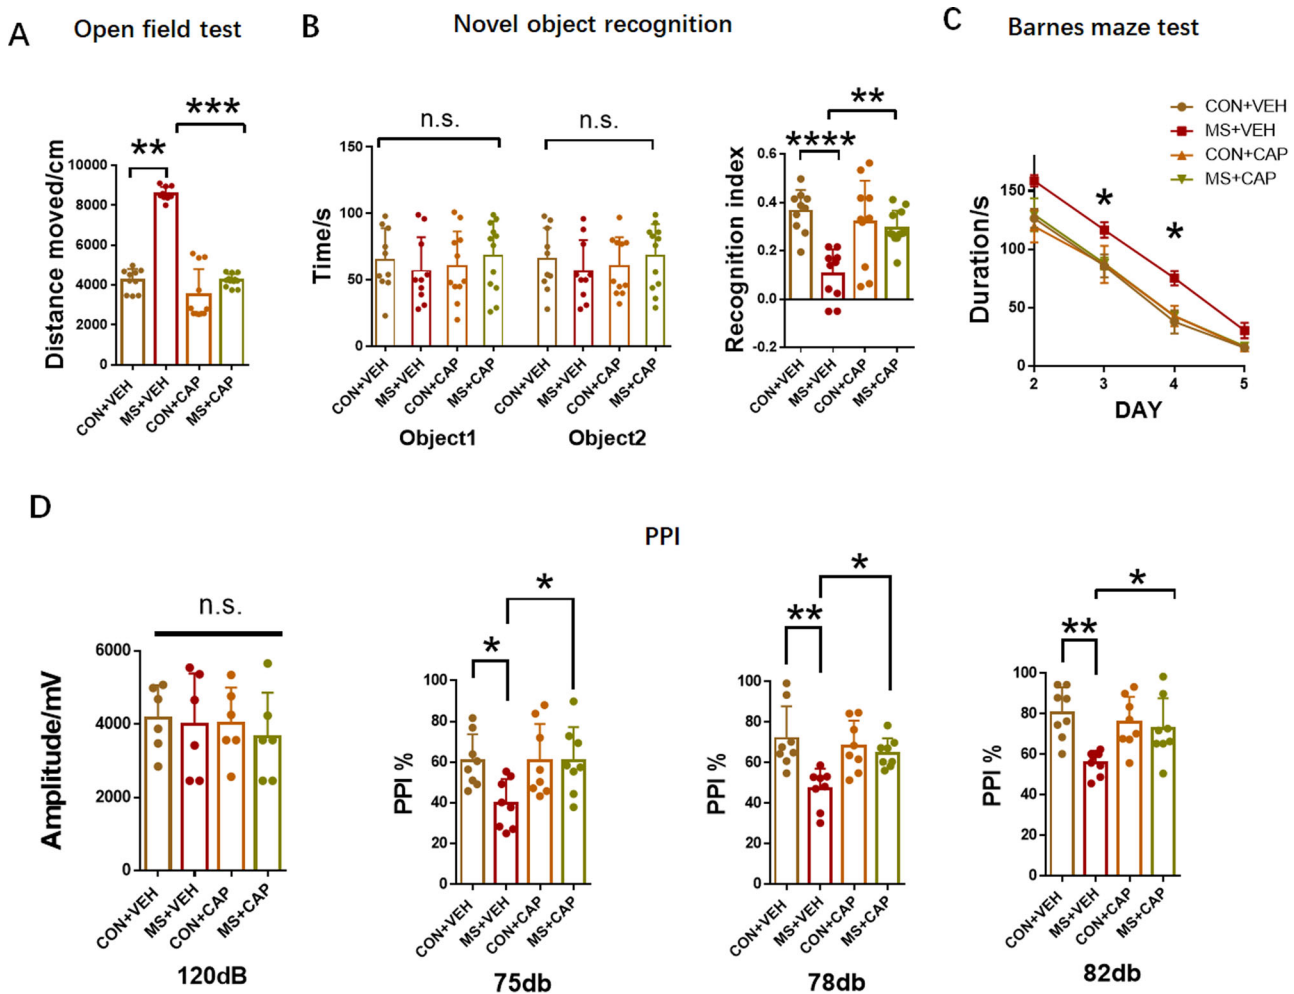 A
Open field test
***
**
10000
8000
6000
4000
2000
0
Distance moved/cm
CON+VEH
MS+VEH
CON+CAP
MS+CAP
B
Novel object recognition
n.s.
n.s.
150
100
50
0
Time/s
CON+VEH
MS+VEH
CON+CAP
MS+CAP
CON+VEH
MS+VEH
CON+CAP
MS+CAP
Object1
Object2
**
****
0.6
0.4
0.2
0.0
-0.2
Recognition index
CON+VEH
MS+VEH
CON+CAP
MS+CAP
C
Barnes maze test
CON+VEH
MS+VEH
CON+CAP
MS+CAP
*
*
150
100
50
0
Duration/s
2
3
4
5
DAY
D
PPI
n.s.
6000
4000
2000
0
Amplitude/mV
CON+VEH
MS+VEH
CON+CAP
MS+CAP
120dB
*
*
100
80
60
40
20
0
PPI %
CON+VEH
MS+VEH
CON+CAP
MS+CAP
75db
*
**
100
80
60
40
20
0
PPI %
CON+VEH
MS+VEH
CON+CAP
MS+CAP
78db
*
**
100
80
60
40
20
0
PPI %
CON+VEH
MS+VEH
CON+CAP
MS+CAP
82db